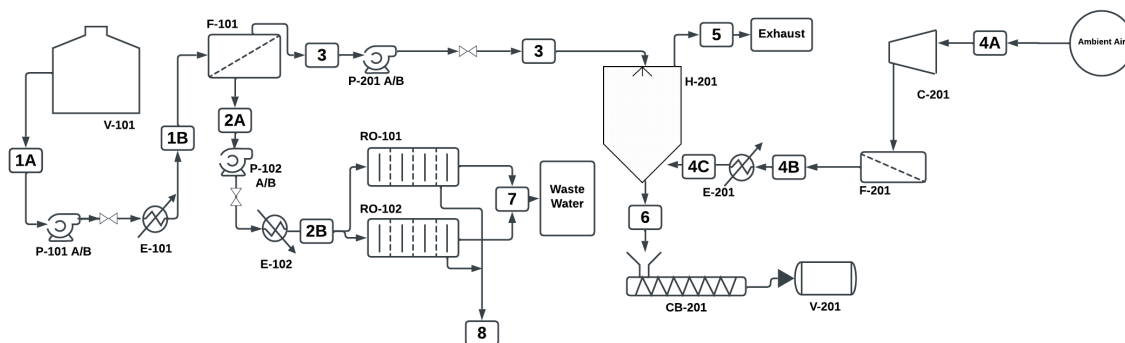 F-101
3
P-201 A/B
3
5
Exhaust
4A
Ambient Air
H-201
C-201
V-101
1A
1B
2A
P-102
A/B
RO-101
RO-102
7
Waste
Water
4C
4B
E-201
F-201
P-101 A/B
E-101
E-102
2B
6
CB-201
V-201
8